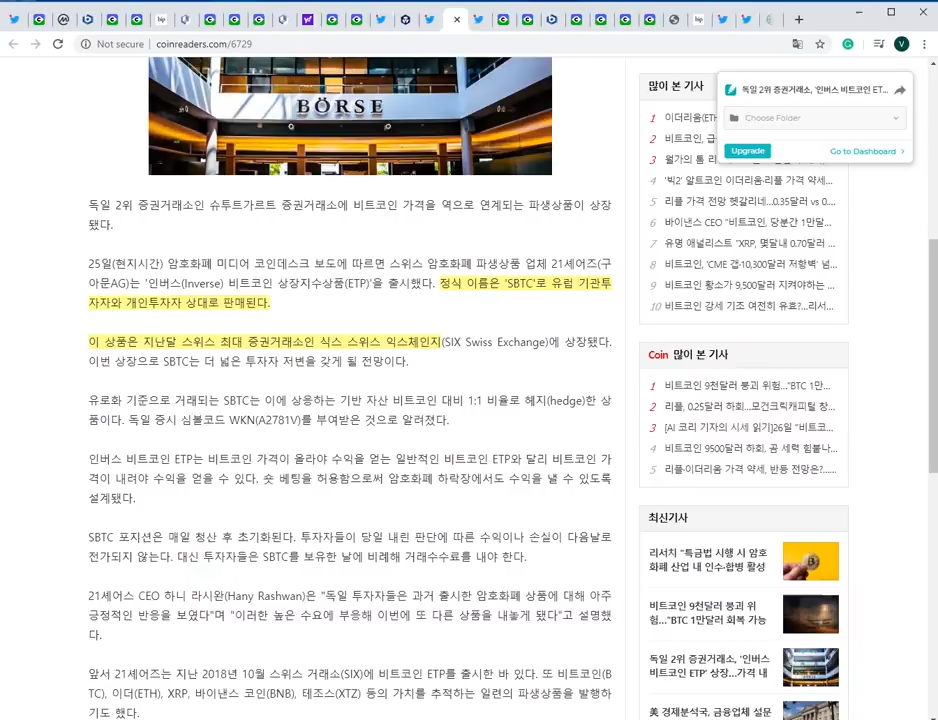 Not secure | coinreaders.com/6729
BÖRSE
독일 2위 증권거래소인 슈투트가르트 증권거래소에 비트코인 가격을 역으로 연계되는 파생상품이 상장
됐다.
25일(현지시간) 암호화폐 미디어 코인데스크 보도에 따르면 스위스 암호화폐 파생상품 업체 21셰어즈(구
아문AG)는 '인버스(Inverse) 비트코인 상장지수상품(ETP)'을 출시했다. 정식 이름은 'SBTC'로 유럽 기관투
자자와 개인투자자 상대로 판매된다.
이 상품은 지난달 스위스 최대 증권거래소인 식스 스위스 익스체인지(SIX Swiss Exchange)에 상장됐다.
이번 상장으로 SBTC는 더 넓은 투자자 저변을 갖게 될 전망이다.
유로화 기준으로 거래되는 SBTC는 이에 상응하는 기반 자산 비트코인 대비 1:1 비율로 헤지(hedge)한 상
품이다. 독일 증시 심볼코드 WKN(A2781V)를 부여받은 것으로 알려졌다.
인버스 비트코인 ETP는 비트코인 가격이 올라야 수익을 얻는 일반적인 비트코인 ETP와 달리 비트코인 가
격이 내려야 수익을 얻을 수 있다. 숏 베팅을 허용함으로써 암호화폐 하락장에서도 수익을 낼 수 있도록
설계됐다.
SBTC 포지션은 매일 청산 후 초기화된다. 투자자들이 당일 내린 판단에 따른 수익이나 손실이 다음날로
전가되지 않는다. 대신 투자자들은 SBTC를 보유한 날에 비례해 거래수수료를 내야 한다.
21셰어즈 CEO 하니 라시완(Hany Rashwan)은 "독일 투자자들은 과거 출시한 암호화폐 상품에 대해 아주
긍정적인 반응을 보였다"며 "이러한 높은 수요에 부응해 이번에 또 다른 상품을 내놓게 됐다"고 설명했
다.
앞서 21셰어즈는 지난 2018년 10월 스위스 거래소(SIX)에 비트코인 ETP를 출시한 바 있다. 또 비트코인(B
TC), 이더(ETH), XRP, 바이낸스 코인(BNB), 테조스(XTZ) 등의 가치를 추적하는 일련의 파생상품을 발행하
기도 했다.
많이 본 기사
1 이더리움(ETH
2 비트코인, 급
3 월가의 톰 리
4 '빅2' 알트코인 이더리움·리플 가격 약세...
5 리플 가격 전망 헷갈리네...0.35달러 vs 0....
6 바이낸스 CEO "비트코인, 당분간 1만달...
7 유명 애널리스트 "XRP, 몇달내 0.70달러 ...
8 비트코인, 'CME 갭·10,300달러 저항벽' 넘...
9 비트코인 황소가 9,500달러 지켜야하는 ...
10 비트코인 강세 기조 여전히 유효?...리서...
독일 2위 증권거래소, '인버스 비트코인 ET...
Choose Folder
Upgrade
Go to Dashboard >
Coin 많이 본 기사
1 비트코인 9천달러 붕괴 위험..."BTC 1만...
2 리플, 0.25달러 하회...모건크릭캐피털 창...
3 [AI 코리 기자의 시세 읽기]26일 "비트코...
4 비트코인 9500달러 하회, 곰 세력 힘불나...
5 리플·이더리움 가격 약세, 반등 전망은?......
최신기사
리서치 "특금법 시행 시 암호
화폐 산업 내 인수·합병 활성
비트코인 9천달러 붕괴 위
험..."BTC 1만달러 회복 가능
독일 2위 증권거래소, '인버스
비트코인 ETP' 상장...가격 내
美 경제분석국, 금융업체 설문